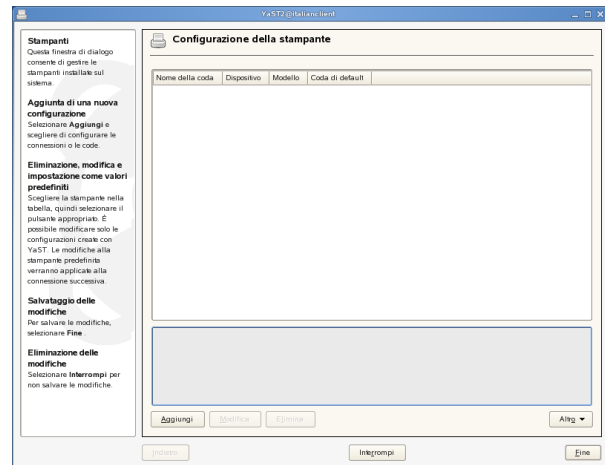 YaST2@italianclient
Stampanti
Questa finestra di dialogo
consente di gestire le
stampanti installate sul
sistema.
Aggiunta di una nuova
configurazione
Selezionare Aggiungi e
scegliere di configurare le
connessioni o le code.
Eliminazione, modifica e
impostazione come valori
predefiniti
Scegliere la stampante nella
tabella, quindi selezionare il
pulsante appropriato. É
possibile modificare solo le
configurazioni create con
YaST. Le modifiche alla
stampante predefinita
verranno applicate alla
connessione successiva.
Salvataggio delle
modifiche
Per salvare le modifiche,
selezionare Fine.
Eliminazione delle
modifiche
Selezionare Interrompi per
non salvare le modifiche.
Configurazione della stampante
Nome della coda Dispositivo Modello Coda di default
Aggiungi Modifica Elimina Altro
Indietro Interrompi Fine